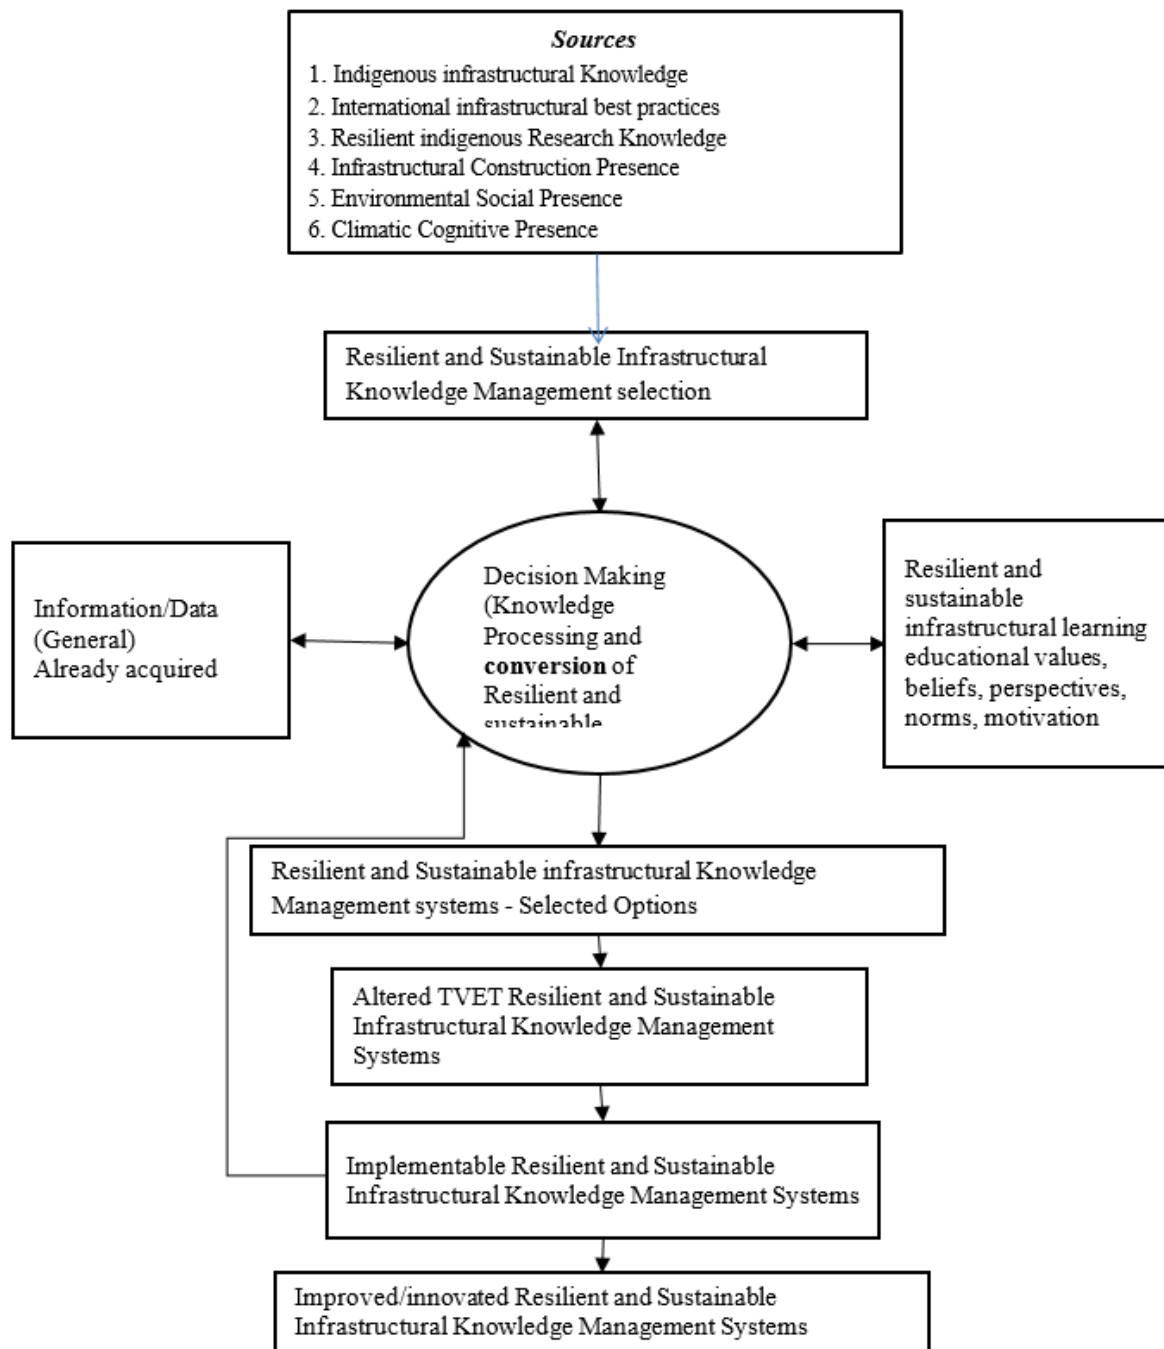 Sources
1. Indigenous infrastructural Knowledge
2. International infrastructural best practices
3. Resilient indigenous Research Knowledge
4. Infrastructural Construction Presence
5. Environmental Social Presence
6. Climatic Cognitive Presence
Resilient and Sustainable Infrastructural
Knowledge Management selection
Information/Data
(General)
Already acquired
Decision Making
(Knowledge
Processing and
conversion of
Resilient and
sustainable
Resilient and
sustainable
infrastructural learning
educational values,
beliefs, perspectives,
norms, motivation
Resilient and Sustainable infrastructural Knowledge
Management systems - Selected Options
Altered TVET Resilient and Sustainable
Infrastructural Knowledge Management
Systems
Implementable Resilient and Sustainable
Infrastructural Knowledge Management Systems
Improved/innovated Resilient and Sustainable
Infrastructural Knowledge Management Systems